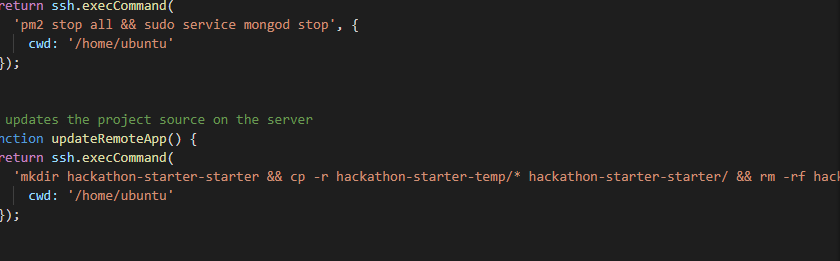 return ssh.execCommand(
'pm2 stop all && sudo service mongod stop', {
cwd: '/home/ubuntu'
});
updates the project source on the server
nction updateRemoteApp() {
return ssh.execCommand(
'mkdir hackathon-starter-starter && cp -r hackathon-starter-temp/* hackathon-starter-starter/ && rm -rf hack
cwd: '/home/ubuntu'
});